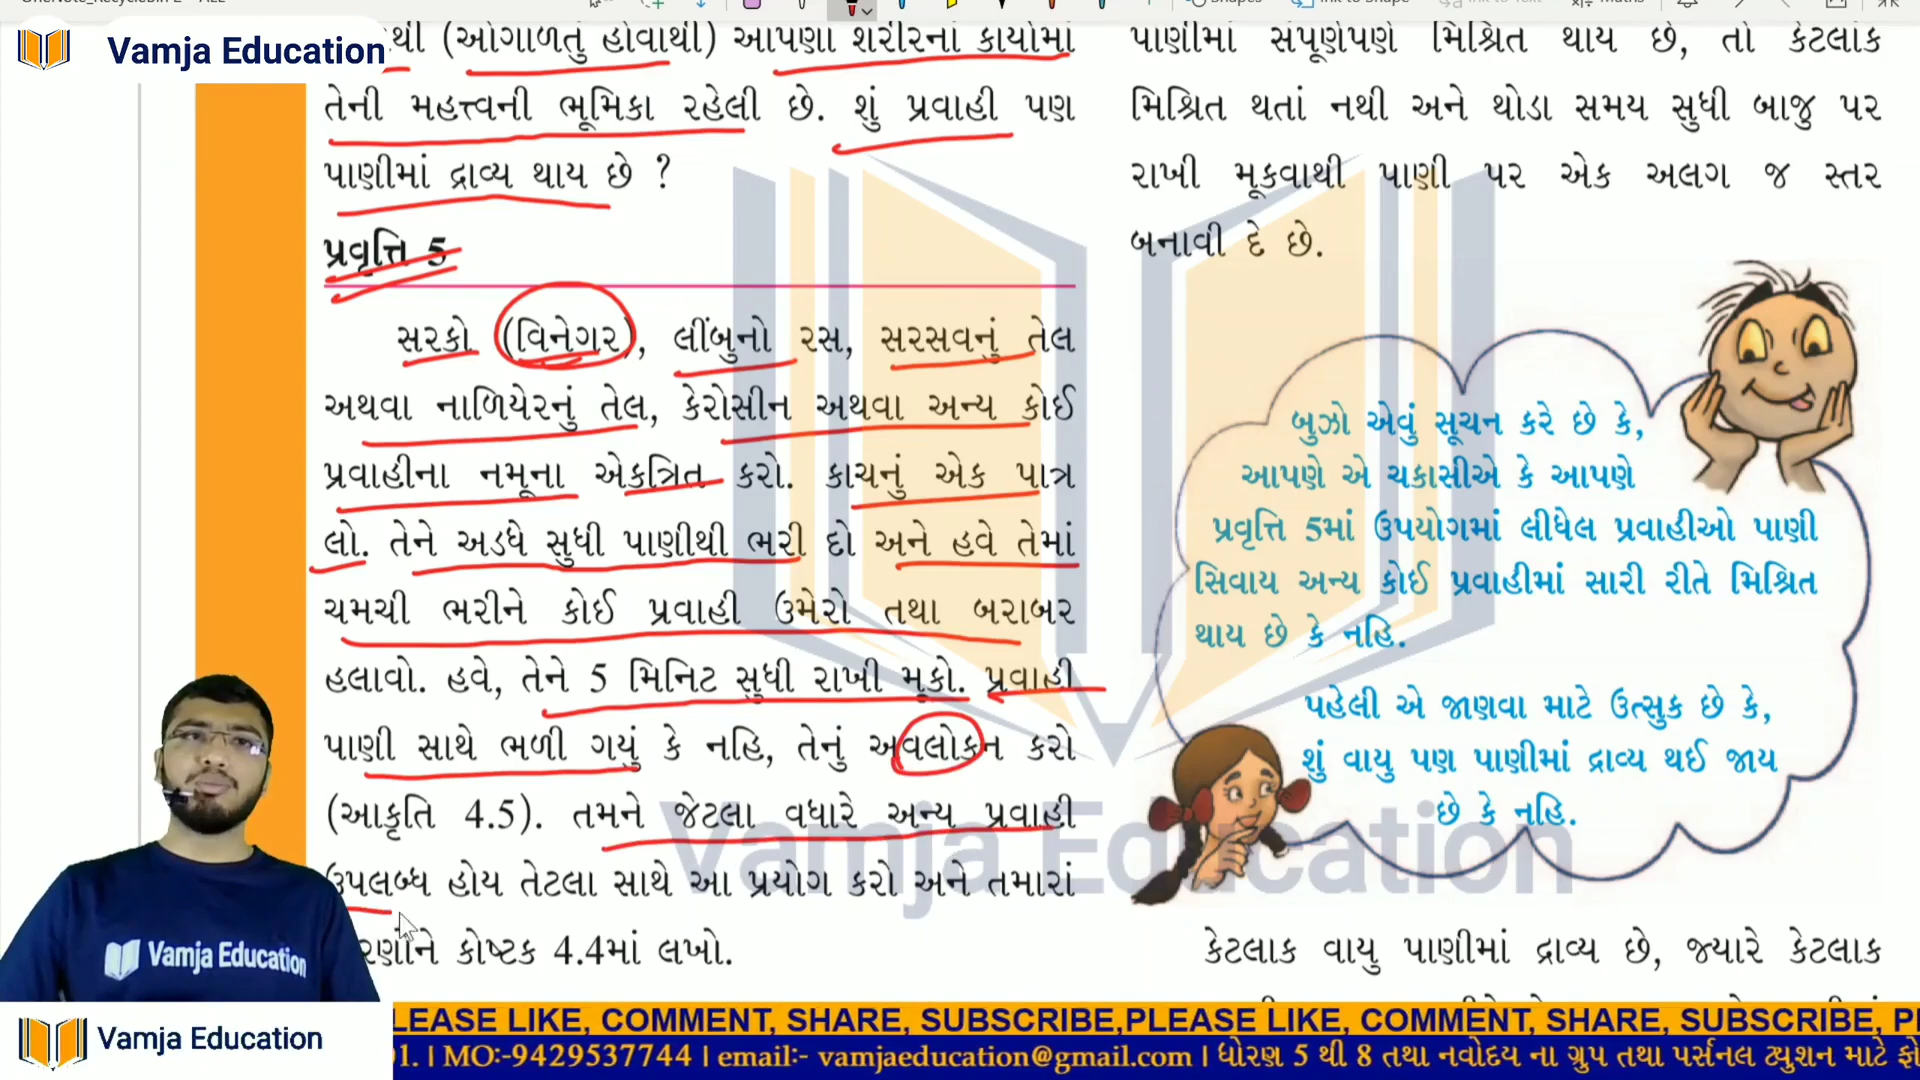 Vamja Education
(ઓગાળતું હોવાથી) આપણા શરીરનાં કાર્યોમાં
તેની મહત્ત્વની ભૂમિકા રહેલી છે. શું પ્રવાહી પણ
પાણીમાં દ્રાવ્ય થાય છે ?
પ્રવૃત્તિ 5
સરકો (વિનેગર), લીંબુનો રસ, સરસવનું તેલ
અથવા નાળિયેરનું તેલ, કેરોસીન અથવા અન્ય કોઈ
પ્રવાહીના નમૂના એકત્રિત કરો. કાચનું એક પાત્ર
લો. તેને અડધે સુધી પાણીથી ભરી દો અને હવે તેમાં
ચમચી ભરીને કોઈ પ્રવાહી ઉમેરો તથા બરાબર
હલાવો. હવે, તેને 5 મિનિટ સુધી રાખી મૂકો. પ્રવાહી
પાણી સાથે ભળી ગયું કે નહિ, તેનું અવલોકન કરો
(આકૃતિ 4.5). તમને જેટલા વધારે અન્ય પ્રવાહી
ઉપલબ્ધ હોય તેટલા સાથે આ પ્રયોગ કરો અને તમારાં
કોષ્ટક 4.4માં લખો.
પાણીમાં સંપૂર્ણપણે મિશ્રિત થાય છે, તો કેટલાંક
મિશ્રિત થતાં નથી અને થોડા સમય સુધી બાજુ પર
રાખી મૂકવાથી પાણી પર એક અલગ જ સ્તર
બનાવી દે છે.
બુઝો એવું સૂચન કરે છે કે,
આપણે એ ચકાસીએ કે આપણે
પ્રવૃત્તિ 5માં ઉપયોગમાં લીધેલ પ્રવાહીઓ પાણી
સિવાય અન્ય કોઈ પ્રવાહીમાં સારી રીતે મિશ્રિત
થાય છે કે નહિ.
પહેલી એ જાણવા માટે ઉત્સુક છે કે,
શું વાયુ પણ પાણીમાં દ્રાવ્ય થઈ જાય
છે કે નહિ.
કેટલાક વાયુ પાણીમાં દ્રાવ્ય છે, જ્યારે કેટલાક
Vamja Education
Vamja Education
Vamja Education
LEASE LIKE, COMMENT, SHARE, SUBSCRIBE,PLEASE LIKE, COMMENT, SHARE, SUBSCRIBE, P
01. | MO:-9429537744 | email:- vamjaeducation@gmail.com | ધોરણ 5 થી 8 તથા નવોદય ના ગ્રુપ તથા પર્સનલ ટ્યુશન માટે ફો